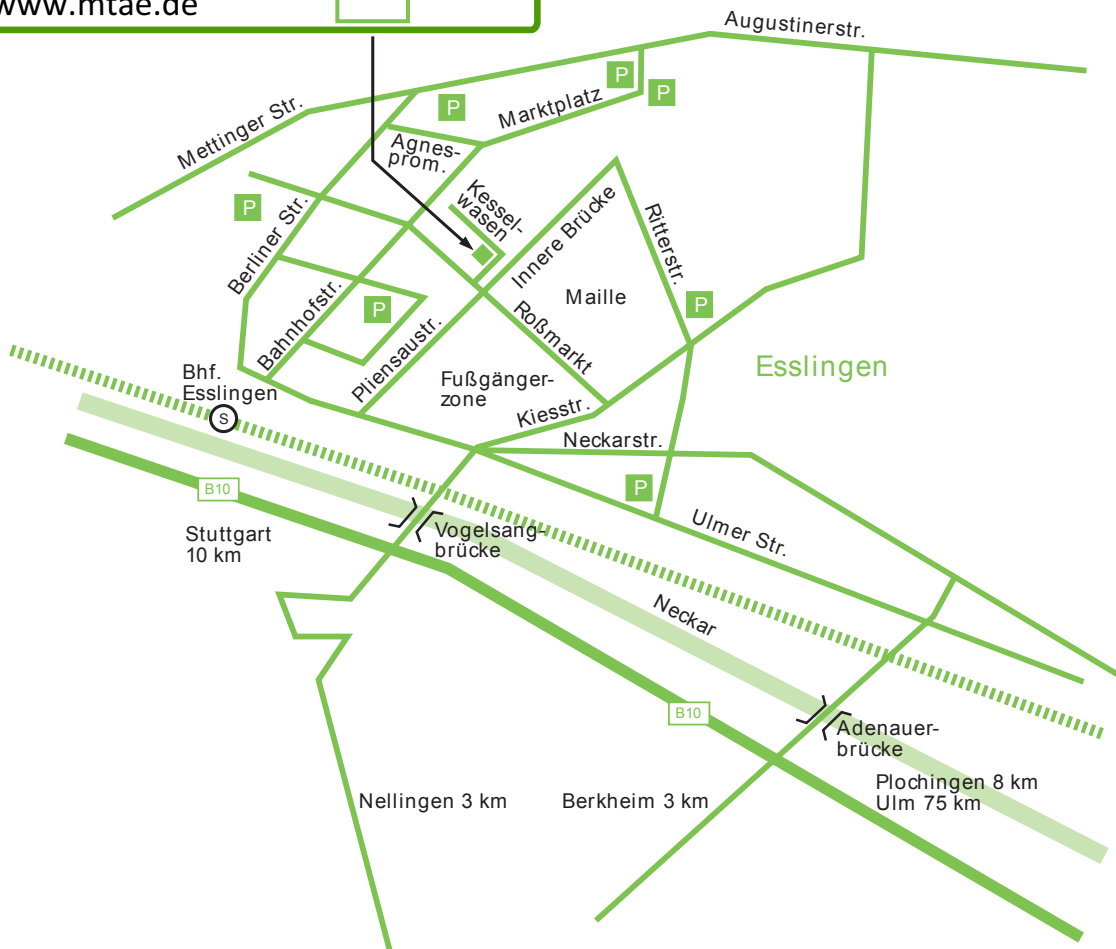 www.mtae.de
Augustinerstr.
P
P
P
Marktplatz
Mettinger Str.
Agnes-
prom.
Kessel-
wasen
P
Berliner Str.
Innere Brücke
Ritterstr.
Bahnhofstr.
P
Maille
P
Roßmarkt
Pliensaustr.
Esslingen
Bhf.
Esslingen
S
Fußgänger-
zone
Kiesstr.
Neckarstr.
B10
P
Ulmer Str.
Stuttgart
10 km
Vogelsang-
brücke
Neckar
B10
Adenauer-
brücke
Plochingen 8 km
Ulm 75 km
Nellingen 3 km
Berkheim 3 km